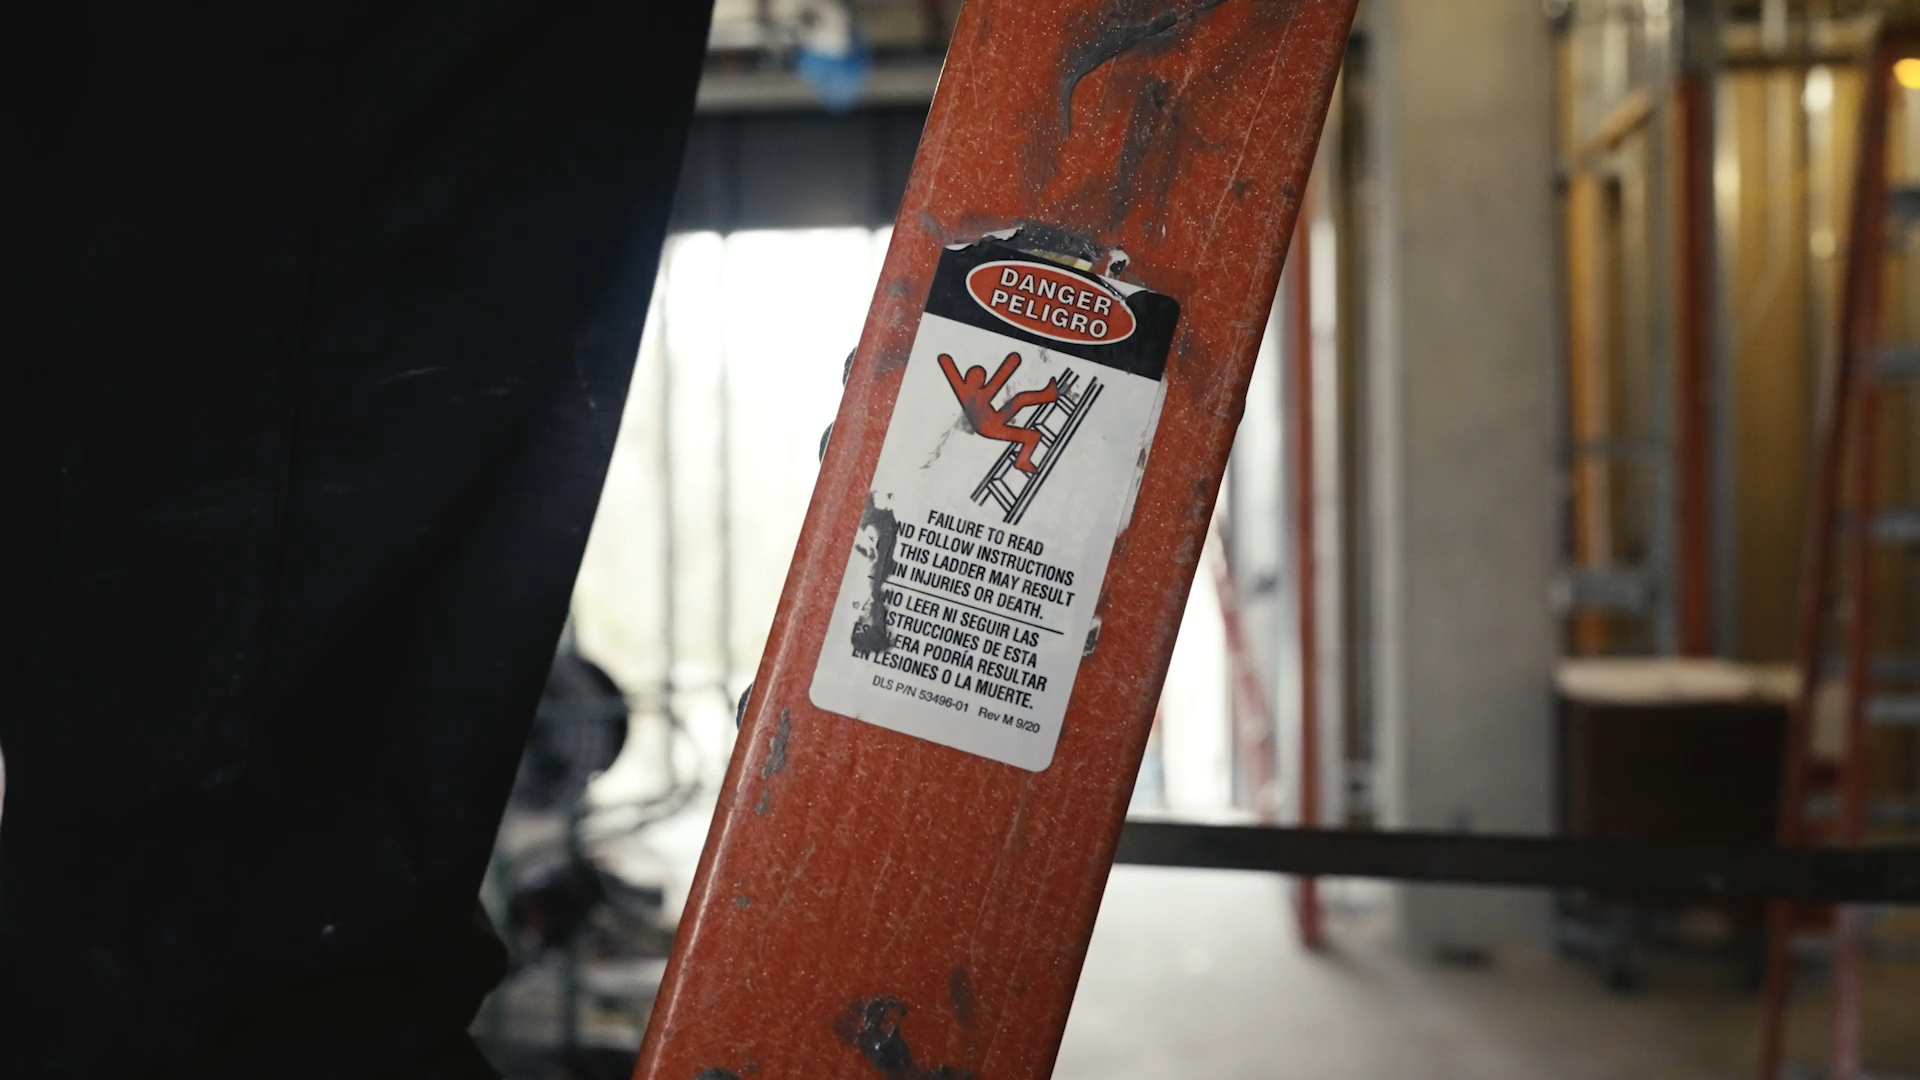 DANGER
PELIGRO
FAILURE TO READ
ND FOLLOW INSTRUCTIONS
THIS LADDER MAY RESULT
IN INJURIES OR DEATH.
NO LEER NI SEGUIR LAS
STRUCCIONES DE ESTA
ERA PODRÍA RESULTAR
EN LESIONES O LA MUERTE.
DLS P/N 53496-01 Rev M 9/20